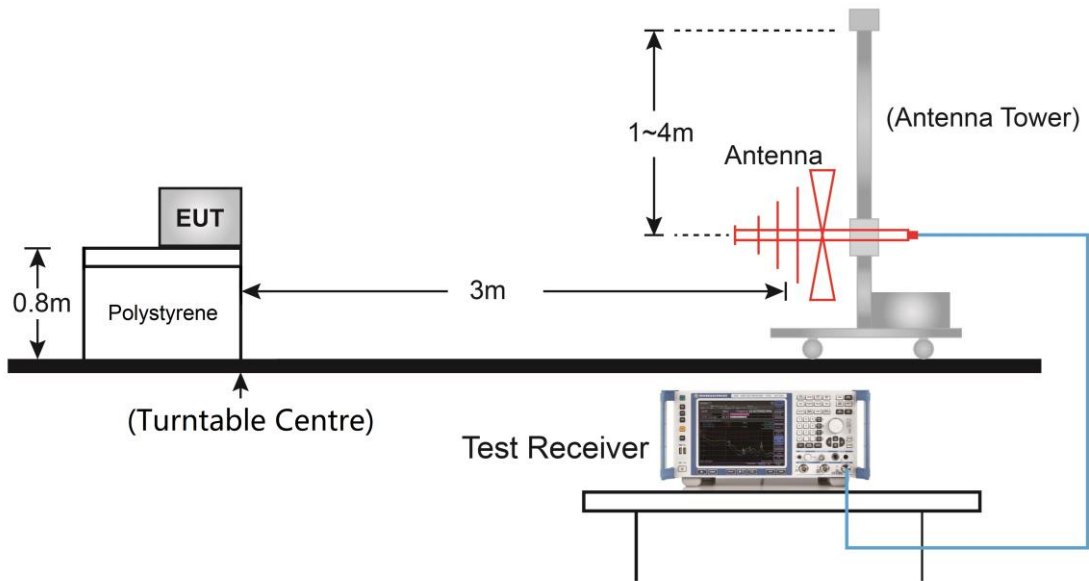 1~4m
(Antenna Tower)
Antenna
EUT
0.8m
Polystyrene
3m
(Turntable Centre)
Test Receiver